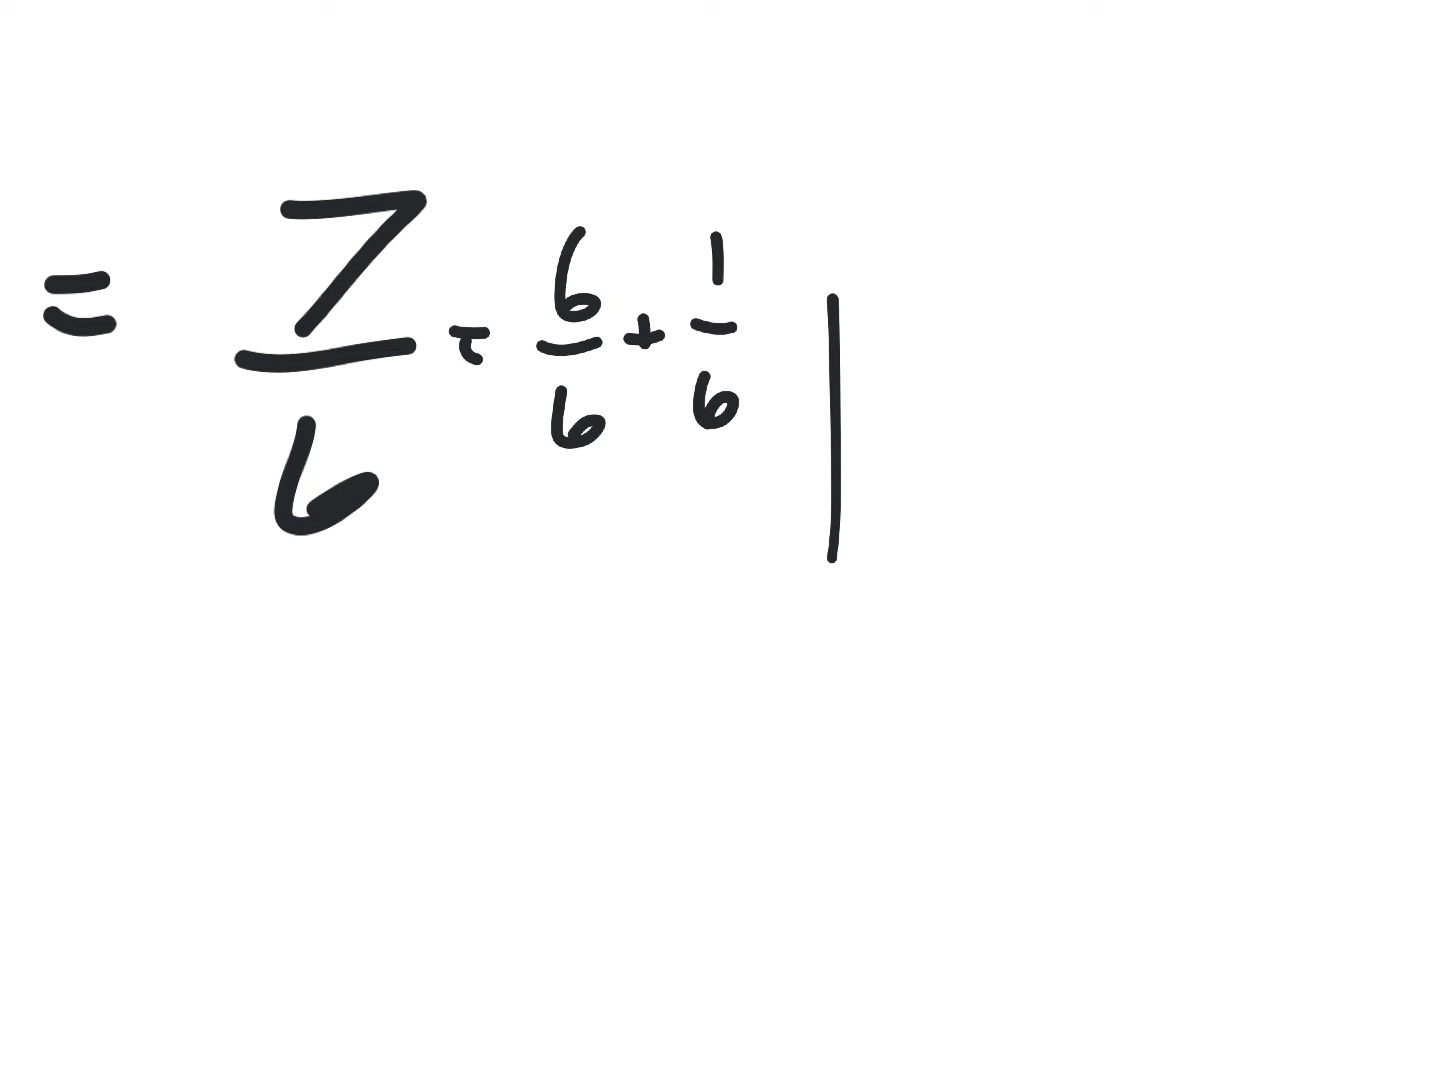 = 7/6 = 6/6 + 1/6 |